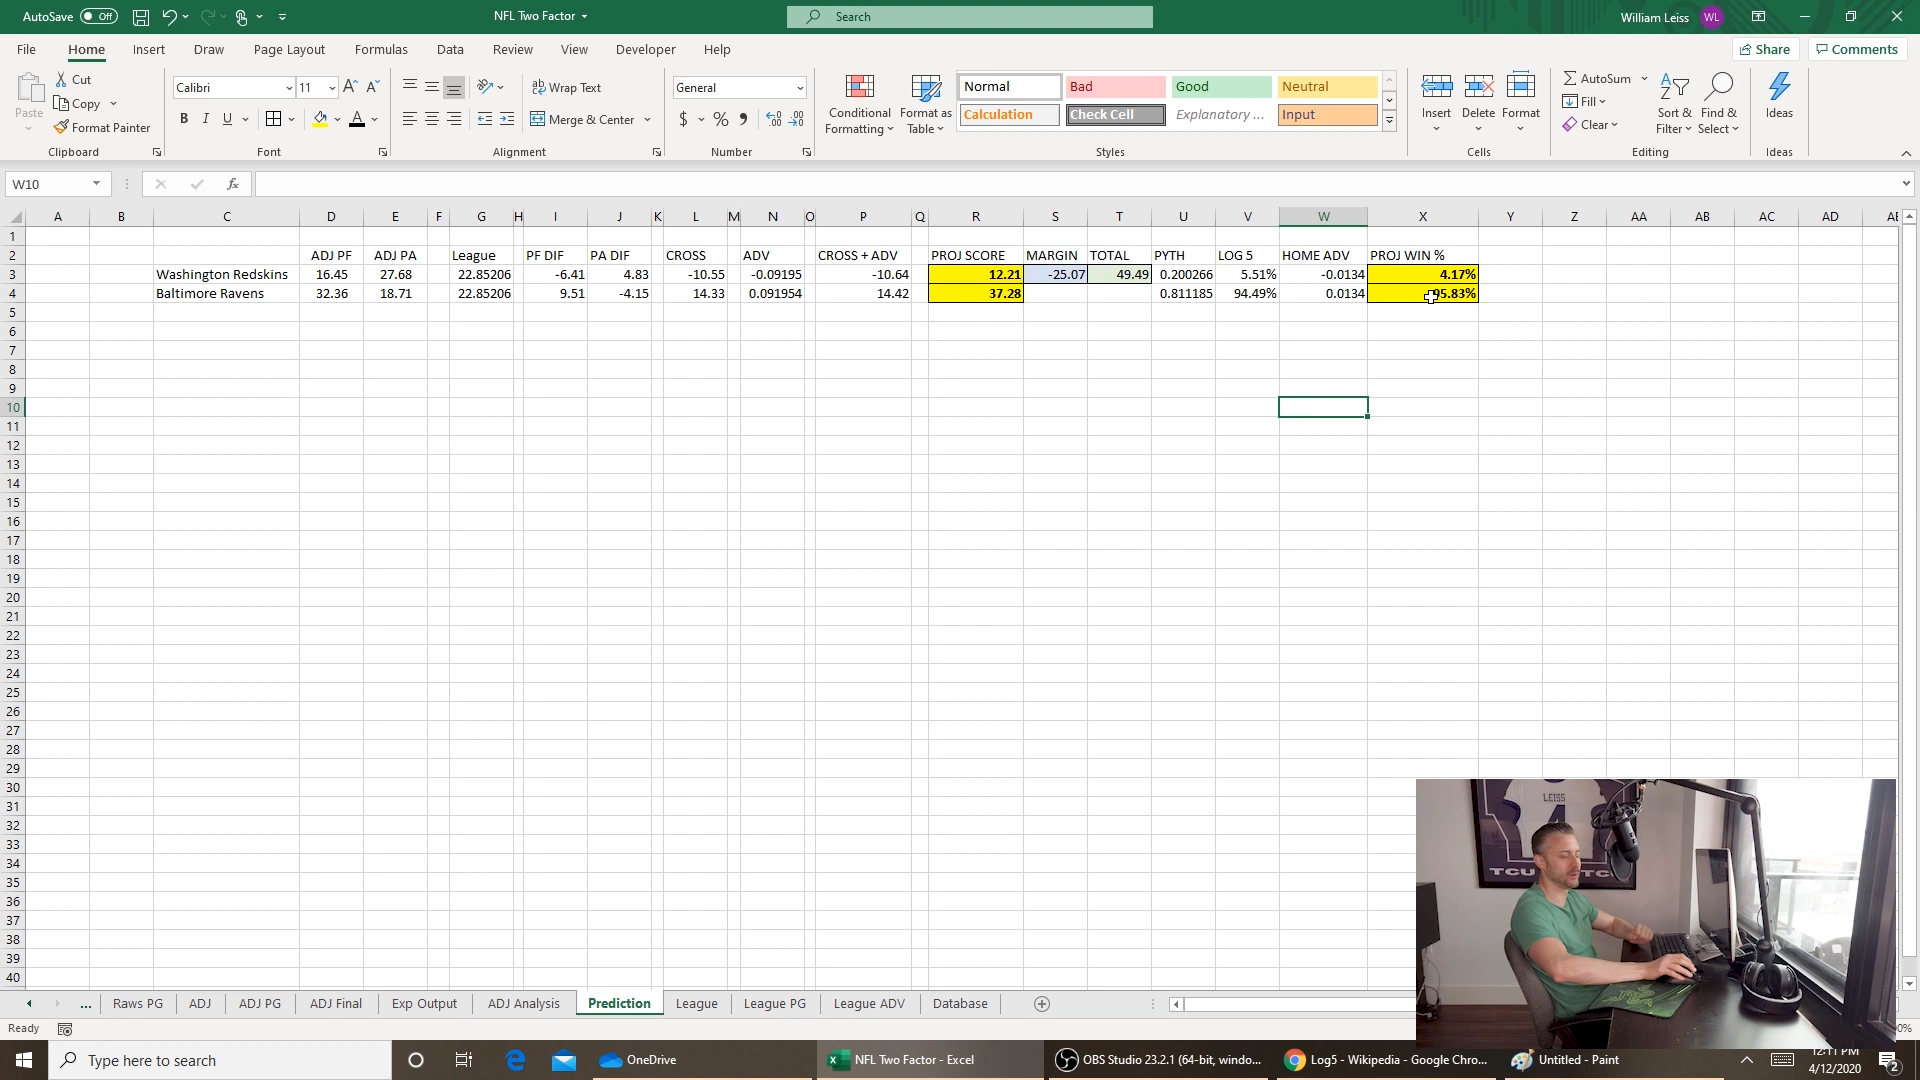 AutoSave Off
NFL Two Factor
Search
William Leiss WL
File Home Insert Draw Page Layout Formulas Data Review View Developer Help
Share Comments
Paste
Cut
Copy
Format Painter
Clipboard
Calibri 11
B I U
Font
Wrap Text
Merge & Center
Alignment
General
$ % 9
Number
Conditional Formatting
Format as Table
Normal Bad Good Neutral
Calculation Check Cell Explanatory ... Input
Styles
Insert Delete Format
Cells
AutoSum
Fill
Clear
Sort & Filter
Find & Select
Editing
Ideas
Ideas
W10
fx
A B C D E F G H I J K L M N O P Q R S T U V W X Y Z AA AB AC AD AE
1
2 ADJ PF ADJ PA League PF DIF PA DIF CROSS ADV CROSS + ADV PROJ SCORE MARGIN TOTAL PYTH LOG 5 HOME ADV PROJ WIN %
3 Washington Redskins 16.45 27.68 22.85206 -6.41 4.83 -10.55 -0.09195 -10.64 12.21 -25.07 49.49 0.200266 5.51% -0.0134 4.17%
4 Baltimore Ravens 32.36 18.71 22.85206 9.51 -4.15 14.33 0.091954 14.42 37.28 0.811185 94.49% 0.0134 95.83%
5
6
7
8
9
10
11
12
13
14
15
16
17
18
19
20
21
22
23
24
25
26
27
28
29
30
31
32
33
34
35
36
37
38
39
40
LEISS
4
TCU
... Raws PG ADJ ADJ PG ADJ Final Exp Output ADJ Analysis Prediction League League PG League ADV Database
Ready
0%
Type here to search
OneDrive
NFL Two Factor - Excel
OBS Studio 23.2.1 (64-bit, windo...
Log5 - Wikipedia - Google Chro...
Untitled - Paint
12:11 PM
4/12/2020
2